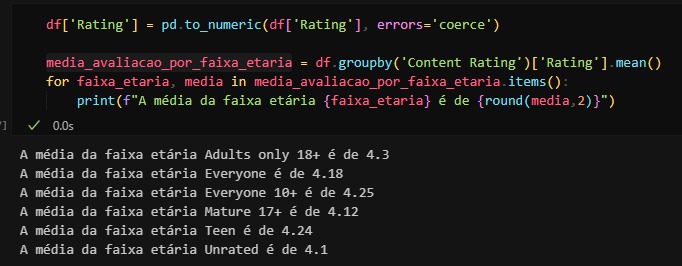 df['Rating'] = pd.to_numeric(df['Rating'], errors='coerce')
media_avaliacao_por_faixa_etaria = df.groupby('Content Rating')['Rating'].mean()
for faixa_etaria, media in media_avaliacao_por_faixa_etaria.items():
    print(f"A média da faixa etária {faixa_etaria} é de {round(media,2)}")
]
✓ 0.0s
A média da faixa etária Adults only 18+ é de 4.3
A média da faixa etária Everyone é de 4.18
A média da faixa etária Everyone 10+ é de 4.25
A média da faixa etária Mature 17+ é de 4.12
A média da faixa etária Teen é de 4.24
A média da faixa etária Unrated é de 4.1